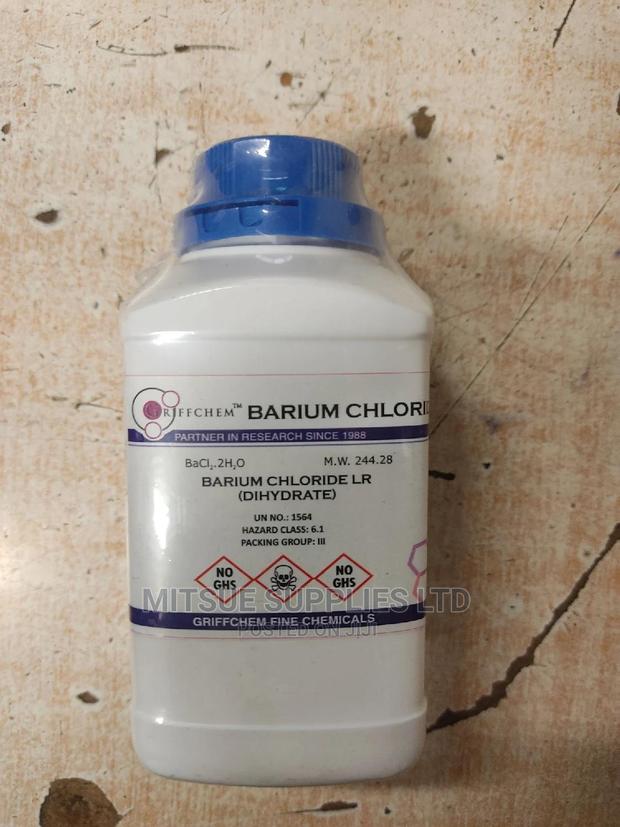 GRIFFCHEM™ BARIUM CHLORID
PARTNER IN RESEARCH SINCE 1988
BaCl₂.2H₂O M.W. 244.28
BARIUM CHLORIDE LR
(DIHYDRATE)
UN NO.: 1564
HAZARD CLASS: 6.1
PACKING GROUP: III
NO GHS NO GHS
MITSUE SUPPLIES LTD
GRIFFCHEM FINE CHEMICALS
POSTED ON JIJI